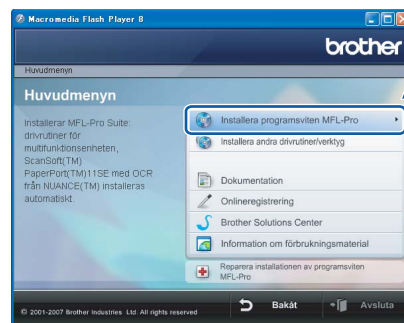 Macromedia Flash Player 8
brother
Huvudmenyn
Huvudmenyn
Installerar MFL-Pro Suite:
drivrutiner för
multifunktionsenheten,
ScanSoft(TM)
PaperPort(TM)11SE med OCR
från NUANCE(TM) installeras
automatiskt.
Installera programsviten MFL-Pro
Installera andra drivrutiner/verktyg
Dokumentation
Onlineregistrering
Brother Solutions Center
Information om förbrukningsmaterial
Reparera installationen av programsviten
MFL-Pro
© 2001-2007 Brother Industries Ltd. All rights reserved
Bakåt
Avsluta